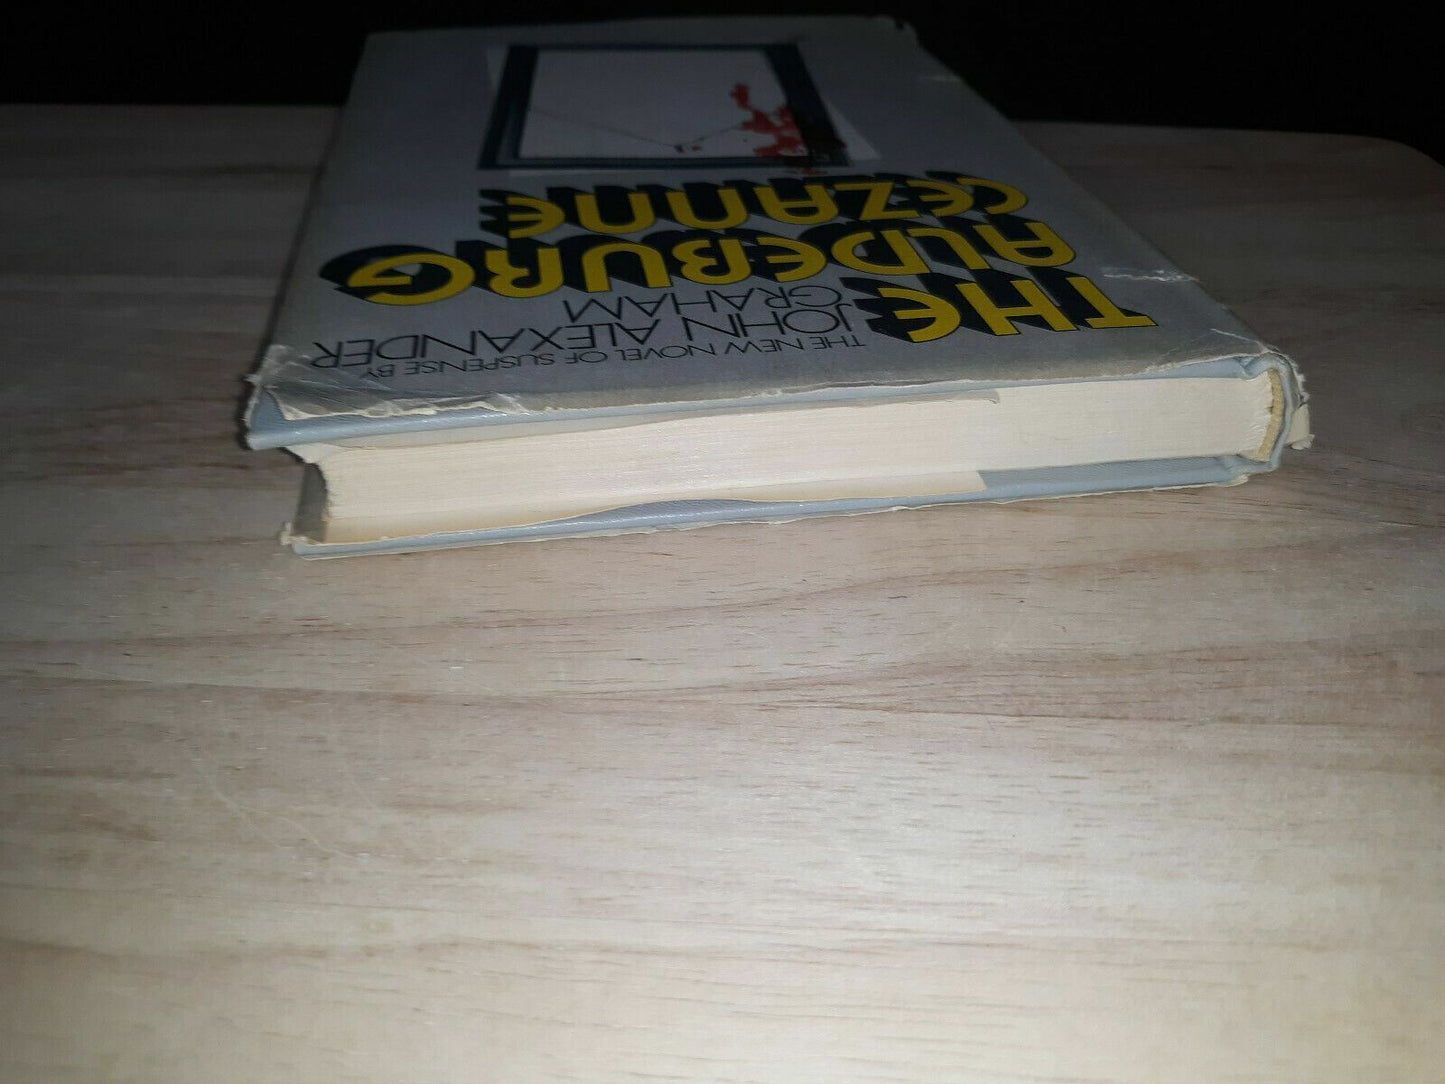 THE NEW NOVEL OF SUSPENSE BY
JOHN ALEXANDER
GRAHAM
THE
ALDEBURG
CEZANNE